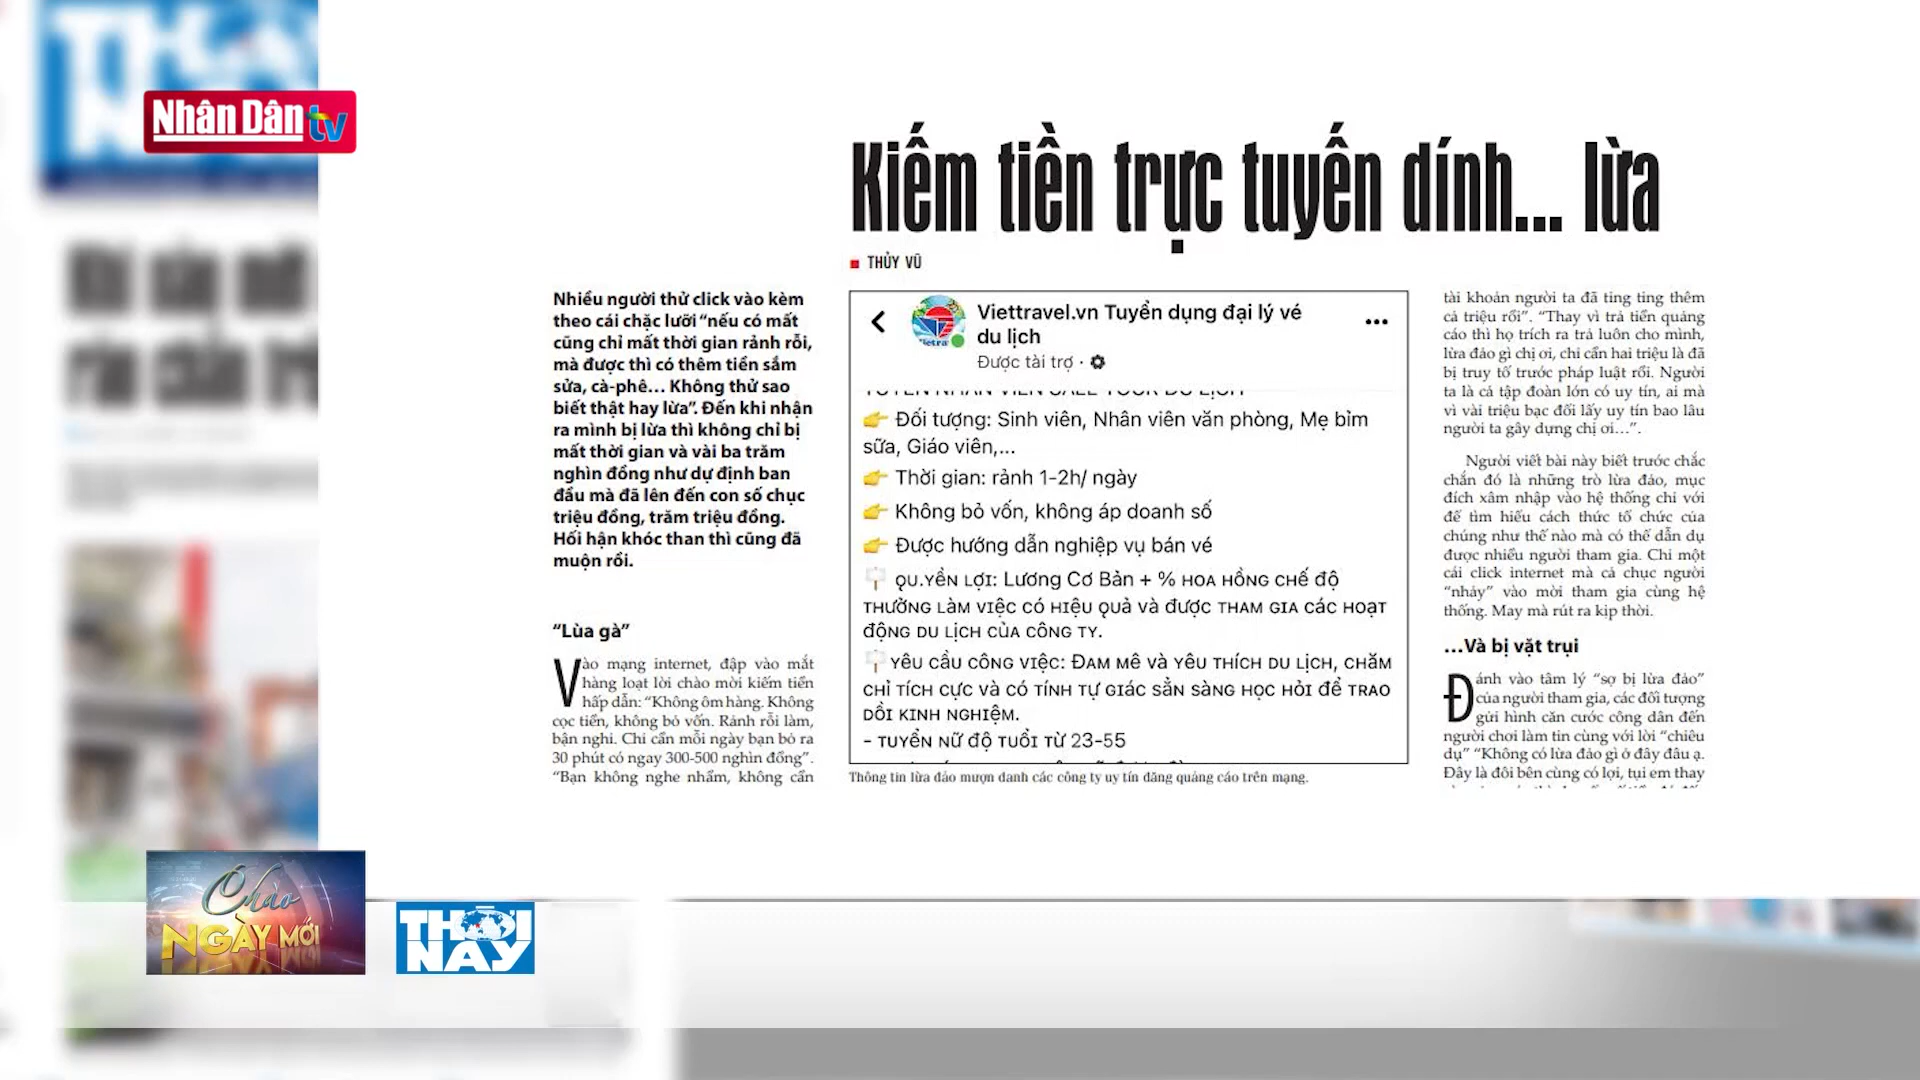 Nhân Dân tv
Kiếm tiền trực tuyến dính... lừa
THỦY VŨ
Nhiều người thử click vào kèm
theo cái chặc lưỡi “nếu có mất
cũng chỉ mất thời gian rảnh rỗi,
mà được thì có thêm tiền sắm
sửa, cà-phê… Không thử sao
biết thật hay lừa”. Đến khi nhận
ra mình bị lừa thì không chỉ bị
mất thời gian và vài ba trăm
nghìn đồng như dự định ban
đầu mà đã lên đến con số chục
triệu đồng, trăm triệu đồng.
Hối hận khóc than thì cũng đã
muộn rồi.
“Lùa gà”
Vào mạng internet, đập vào mắt
hàng loạt lời chào mời kiếm tiền
hấp dẫn: “Không ôm hàng. Không
cọc tiền, không bỏ vốn. Rảnh rỗi làm,
bận nghỉ. Chỉ cần mỗi ngày bạn bỏ ra
30 phút có ngay 300-500 nghìn đồng”.
“Bạn không nghe nhầm, không cần
Viettravel.vn Tuyển dụng đại lý vé
du lịch
Được tài trợ ·
👉 Đối tượng: Sinh viên, Nhân viên văn phòng, Mẹ bỉm
sữa, Giáo viên,...
👉 Thời gian: rảnh 1-2h/ ngày
👉 Không bỏ vốn, không áp doanh số
👉 Được hướng dẫn nghiệp vụ bán vé
🪧 QU.YỀN LỢI: Lương Cơ Bản + % HOA HỒNG CHẾ độ
THƯỞNG LÀM VIỆC CÓ HIỆU QUẢ VÀ được THAM GIA CÁC HOẠT
độNG DU LỊCH CỦA CÔNG TY.
🪧 YÊU CẦU CÔNG VIỆC: ĐAM MÊ VÀ YÊU THÍCH DU LỊCH, CHĂM
CHỈ TÍCH CỰC VÀ CÓ TÍNH TỰ GIÁC SẴN SÀNG HỌC HỎI để TRAO
DỒI KINH NGHIỆM.
- TUYỂN NỮ độ TUỔI TỪ 23-55
Thông tin lừa đảo mượn danh các công ty uy tín đăng quảng cáo trên mạng.
tài khoản người ta đã ting ting thêm
cả triệu rồi”. “Thay vì trả tiền quảng
cáo thì họ trích ra trả luôn cho mình,
lừa đảo gì chị ơi, chỉ cần hai triệu là đã
bị truy tố trước pháp luật rồi. Người
ta là cả tập đoàn lớn có uy tín, ai mà
vì vài triệu bạc đổi lấy uy tín bao lâu
người ta gây dựng chị ơi…”.
Người viết bài này biết trước chắc
chắn đó là những trò lừa đảo, mục
đích xâm nhập vào hệ thống chỉ với
để tìm hiểu cách thức tổ chức của
chúng như thế nào mà có thể dẫn dụ
được nhiều người tham gia. Chỉ một
cái click internet mà cả chục người
“nhảy” vào mời tham gia cùng hệ
thống. May mà rút ra kịp thời.
...Và bị vặt trụi
Đánh vào tâm lý “sợ bị lừa đảo”
của người tham gia, các đối tượng
gửi hình căn cước công dân đến
người chơi làm tin cùng với lời “chiêu
dụ” “Không có lừa đảo gì ở đây đâu ạ.
Đây là đôi bên cùng có lợi, tụi em thay
Chào
NGÀY MỚI
THỜI
NAY